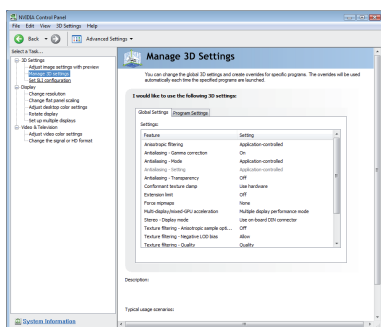 NVIDIA Control Panel
File Edit View 3D Settings Help
Back Advanced Settings
Select a Task...
3D Settings
Adjust image settings with preview
Manage 3D settings
Set SLI configuration
Display
Change resolution
Change flat panel scaling
Adjust desktop color settings
Rotate display
Set up multiple displays
Video & Television
Adjust video settings
Change the signal or HD format
System Information
Manage 3D Settings
You can change the global 3D settings and create overrides for specific programs. The overrides will be used
automatically each time the specified programs are launched.
I would like to use the following 3D settings:
Global Settings Program Settings
Settings:
Feature Setting
Anisotropic filtering Application-controlled
Antialiasing - Gamma correction On
Antialiasing - Mode Application-controlled
Antialiasing - Setting Application-controlled
Antialiasing - Transparency Off
Conformant texture clamp Use hardware
Extension limit Off
Force mipmaps None
Multi-display/mixed-GPU acceleration Multiple display performance mode
Stereo - Display mode Use on-board DIN connector
Texture filtering - Anisotropic sample opti... Off
Texture filtering - Negative LOD bias Allow
Texture filtering - Quality Quality
Description:
Typical usage scenarios: